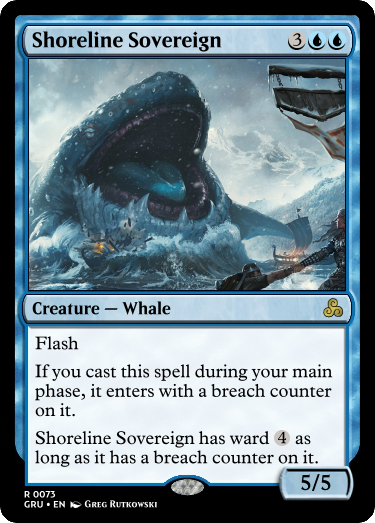 Shoreline Sovereign 3UU
Creature — Whale
Flash
If you cast this spell during your main
phase, it enters with a breach counter
on it.
Shoreline Sovereign has ward 4 as
long as it has a breach counter on it.
5/5
R 0073
GRU • EN Greg Rutkowski